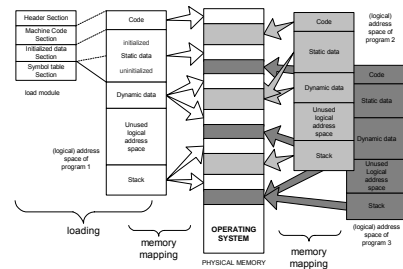 Header Section
Machine Code
Section
Initialized data
Section
Symbol table
Section
load module
(logical) address
space of
program 1
loading
Code
initialized
Static data
uninitialized
Dynamic data
Unused
logical
address
space
Stack
memory
mapping
OPERATING
SYSTEM
PHYSICAL MEMORY
Code
Static data
Dynamic data
Unused
logical
address
space
Stack
memory
mapping
(logical)
address
space of
program 2
Code
Static data
Dynamic data
Unused
Logical
address
space
Stack
(logical) address
space of
program 3